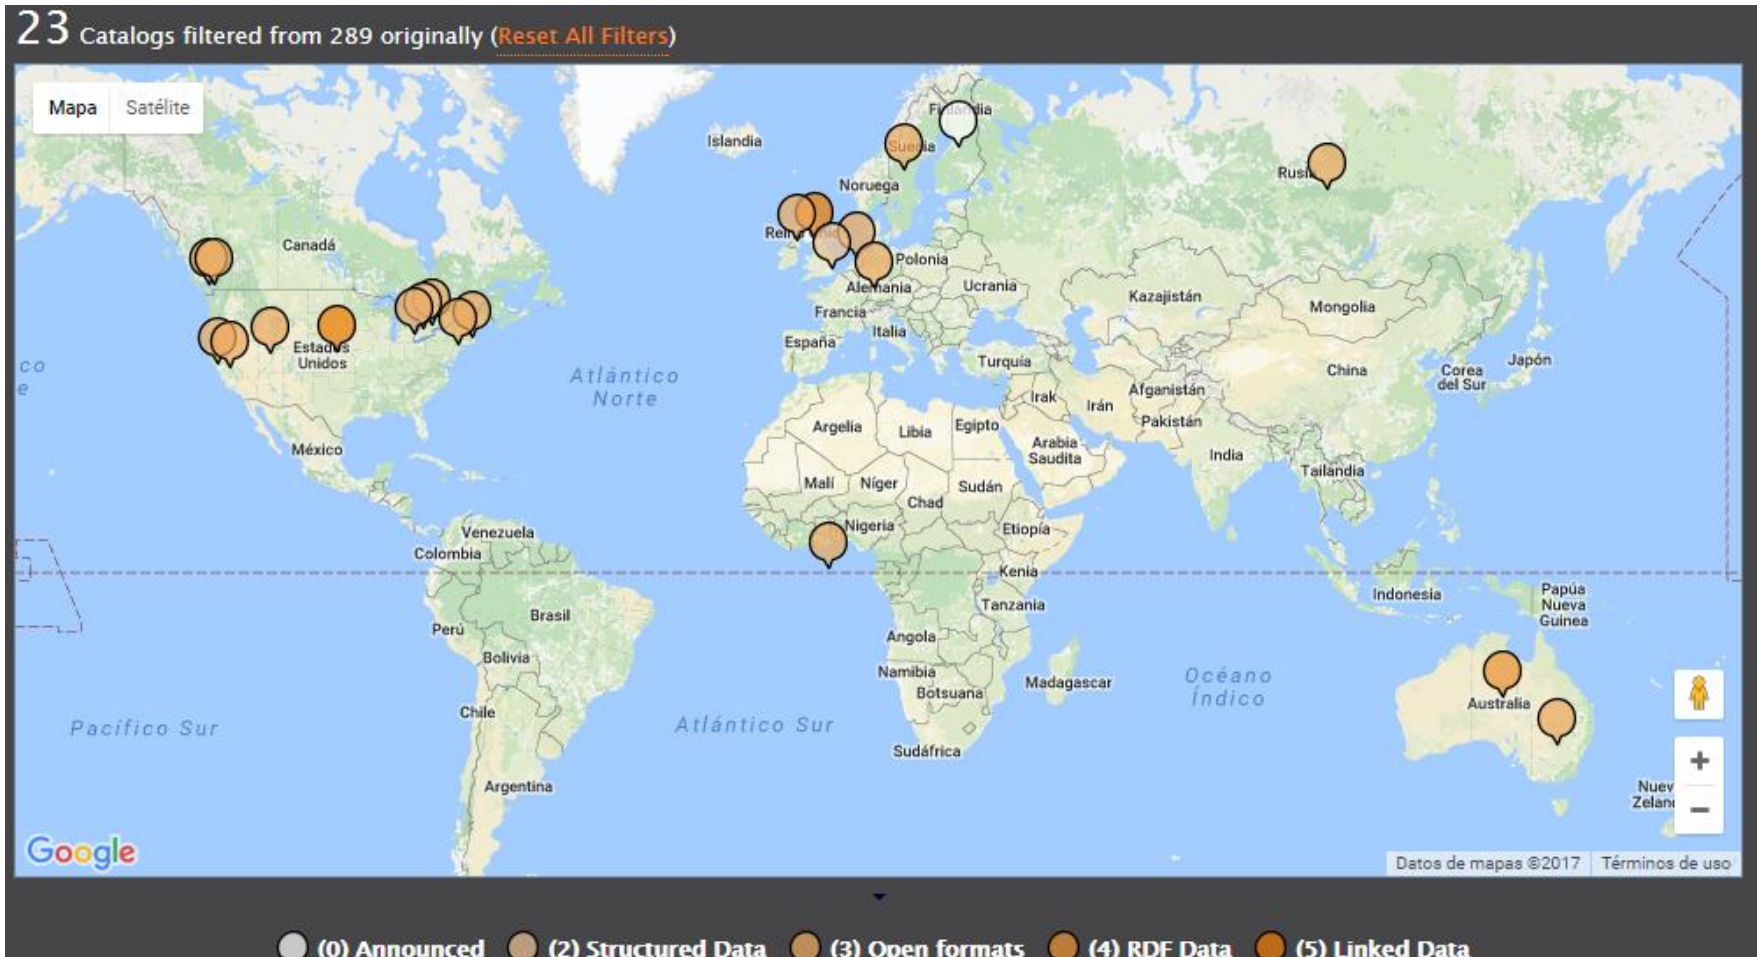 23 Catalogs filtered from 289 originally (Reset All Filters)
Mapa
Satélite
Islandia
Noruega
Canadá
Polonia
Alemania
Ucrania
Francia
Kazajistán
Mongolia
Italia
España
Estados
Unidos
Turquía
China
Japón
Corea
del Sur
Atlántico
Norte
Irak
Irán
Afganistán
Pakistán
Argelia
Libia
Egipto
Arabia
Saudita
India
México
Tailandia
Malí
Níger
Chad
Sudán
Nigeria
Etiopía
Venezuela
Colombia
Kenia
Indonesia
Papúa
Nueva
Guinea
Tanzania
Brasil
Perú
Angola
Bolivia
Namibia
Botsuana
Madagascar
Océano
Índico
Australia
Chile
Pacífico Sur
Atlántico Sur
Sudáfrica
Argentina
Google
Datos de mapas ©2017
Términos de uso
(0) Announced
(2) Structured Data
(3) Open formats
(4) RDF Data
(5) Linked Data